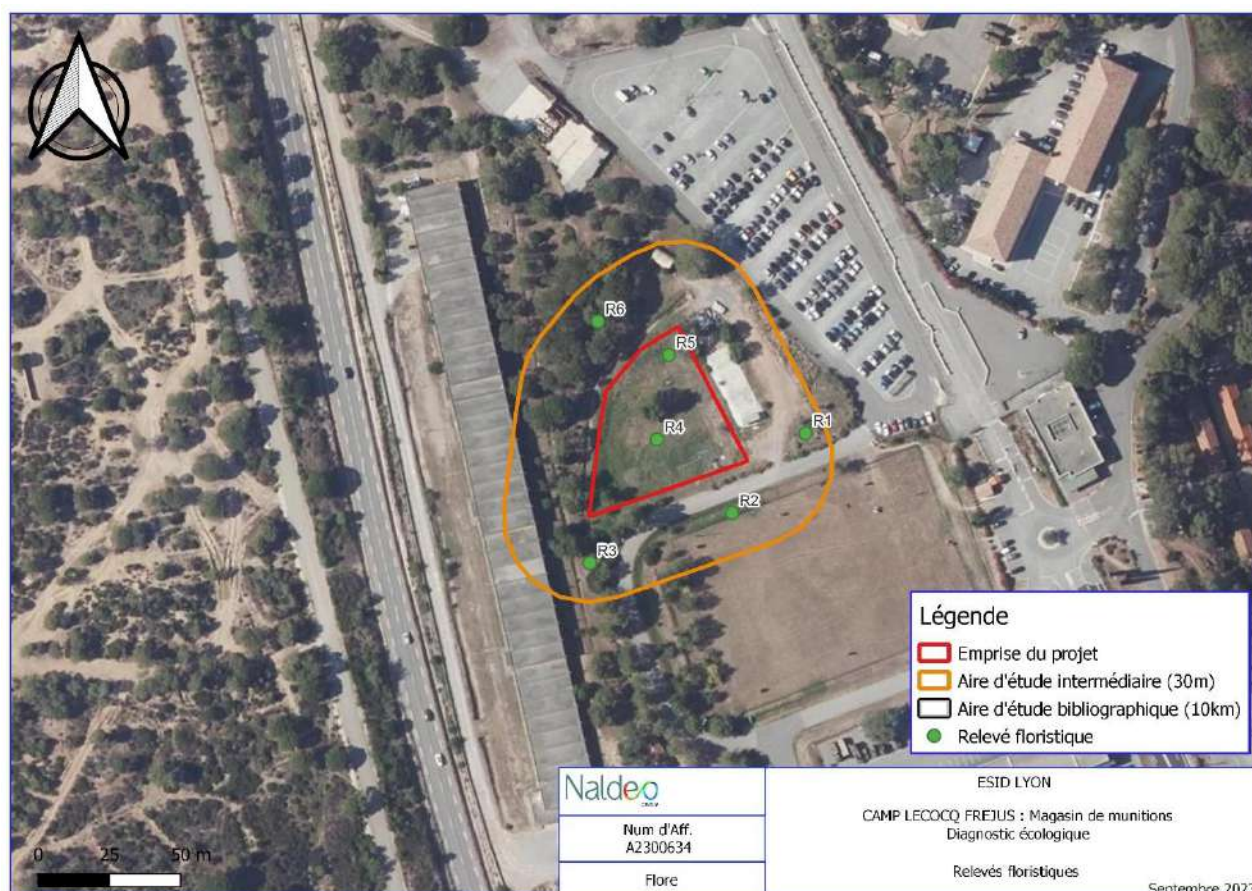 R6
R5
R4
R1
R2
R3
Légende
Emprise du projet
Aire d'étude intermédiaire (30m)
Aire d'étude bibliographique (10km)
Relevé floristique
0 25 50 m
Naldeo
Num d'Aff.
A2300634
Flore
ESID LYON
CAMP LECOCQ FREJUS : Magasin de munitions
Diagnostic écologique
Relevés floristiques
Septembre